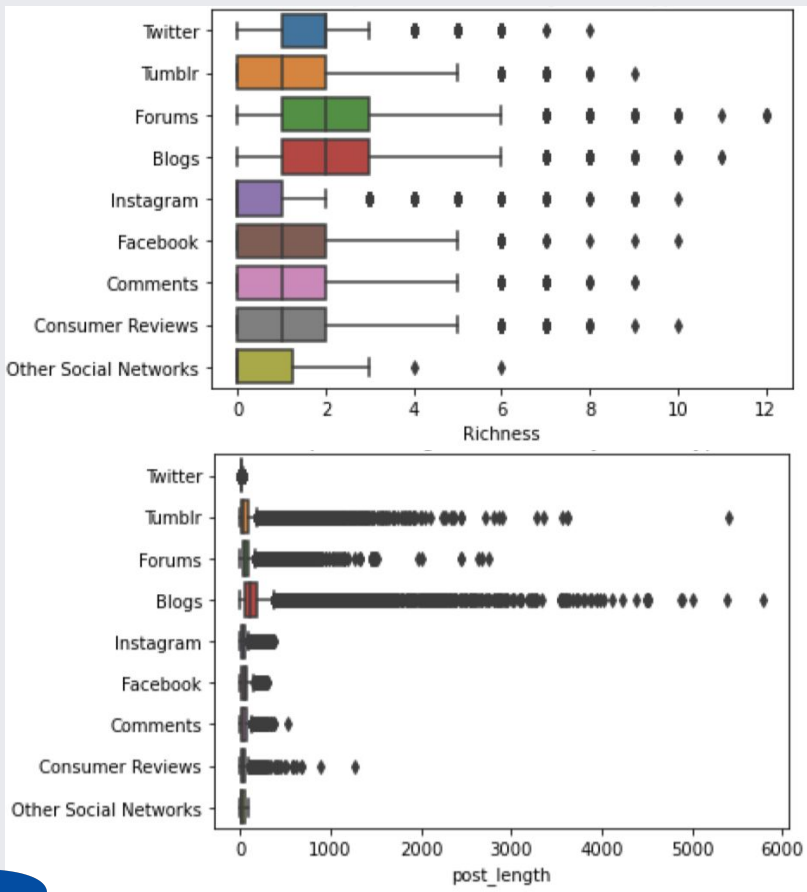 Twitter
Tumblr
Forums
Blogs
Instagram
Facebook
Comments
Consumer Reviews
Other Social Networks
0 2 4 6 8 10 12
Richness
Twitter
Tumblr
Forums
Blogs
Instagram
Facebook
Comments
Consumer Reviews
Other Social Networks
0 1000 2000 3000 4000 5000 6000
post_length